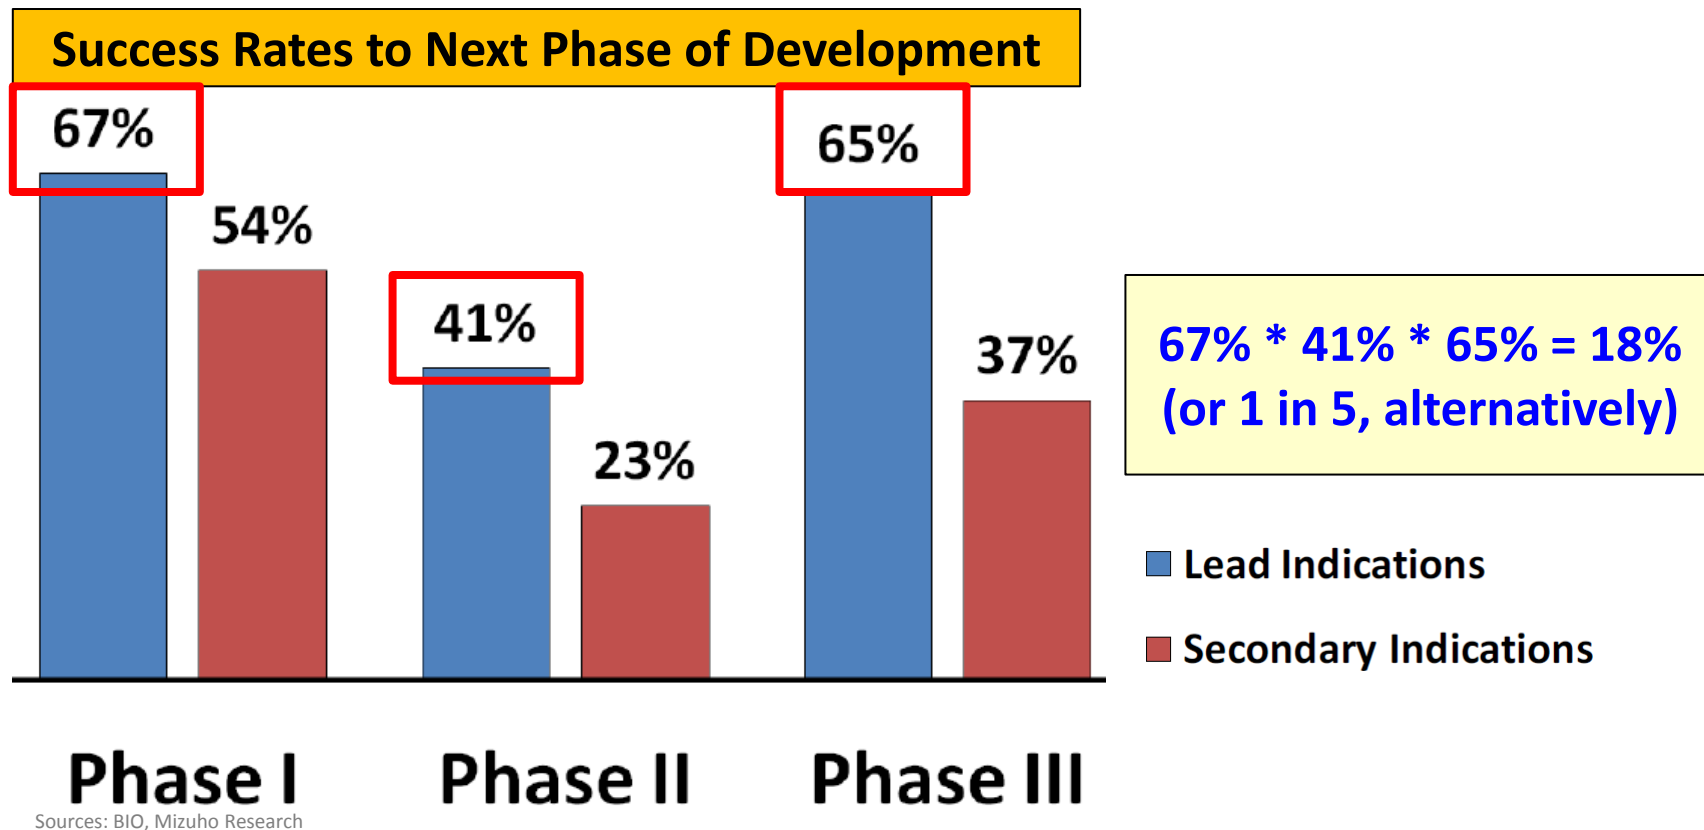 Success Rates to Next Phase of Development
67%
54%
41%
23%
65%
37%
67% * 41% * 65% = 18%
(or 1 in 5, alternatively)
Lead Indications
Secondary Indications
Phase I
Phase II
Phase III
Sources: BIO, Mizuho Research